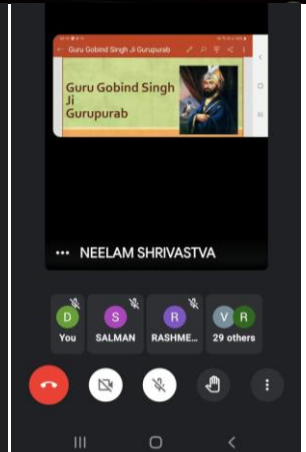 Guru Gobind Singh Ji Gurupurab
Guru Gobind Singh
Ji
Gurupurab
NEELAM SHRIVASTVA
D
S
R
V R
You
SALMAN
RASHME...
29 others